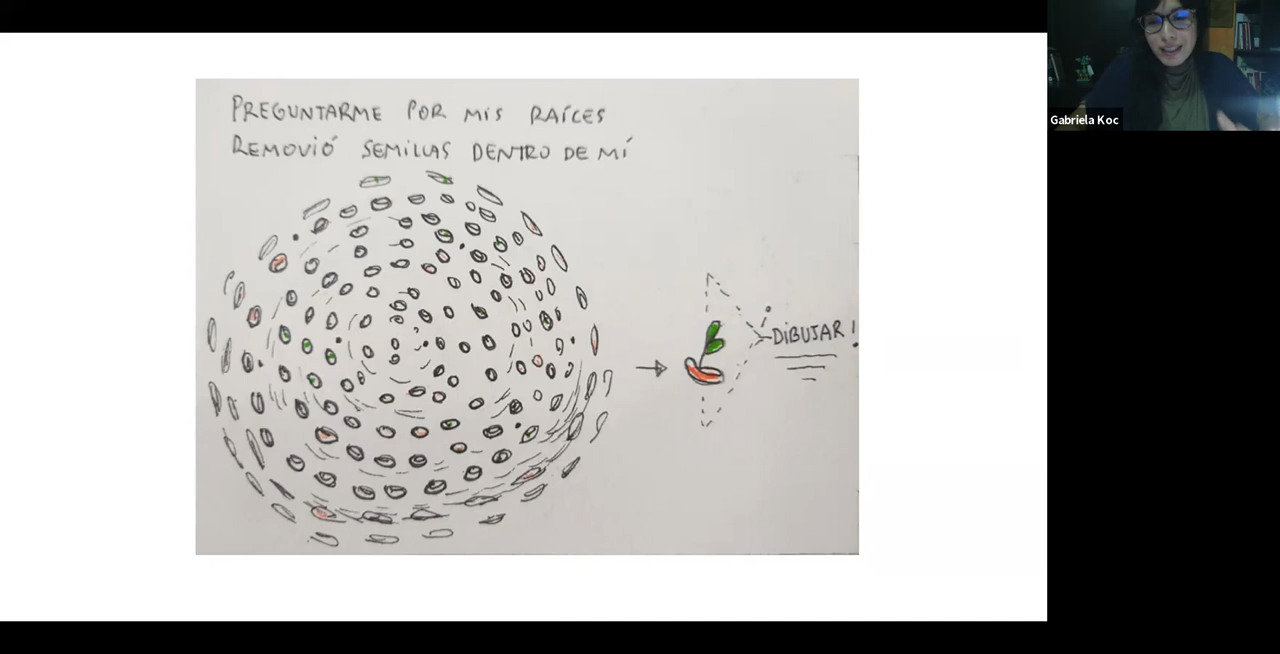 PREGUNTARME POR MIS RAÍCES
REMOVIÓ SEMILLAS DENTRO DE MÍ
DIBUJAR!
Gabriela Koc